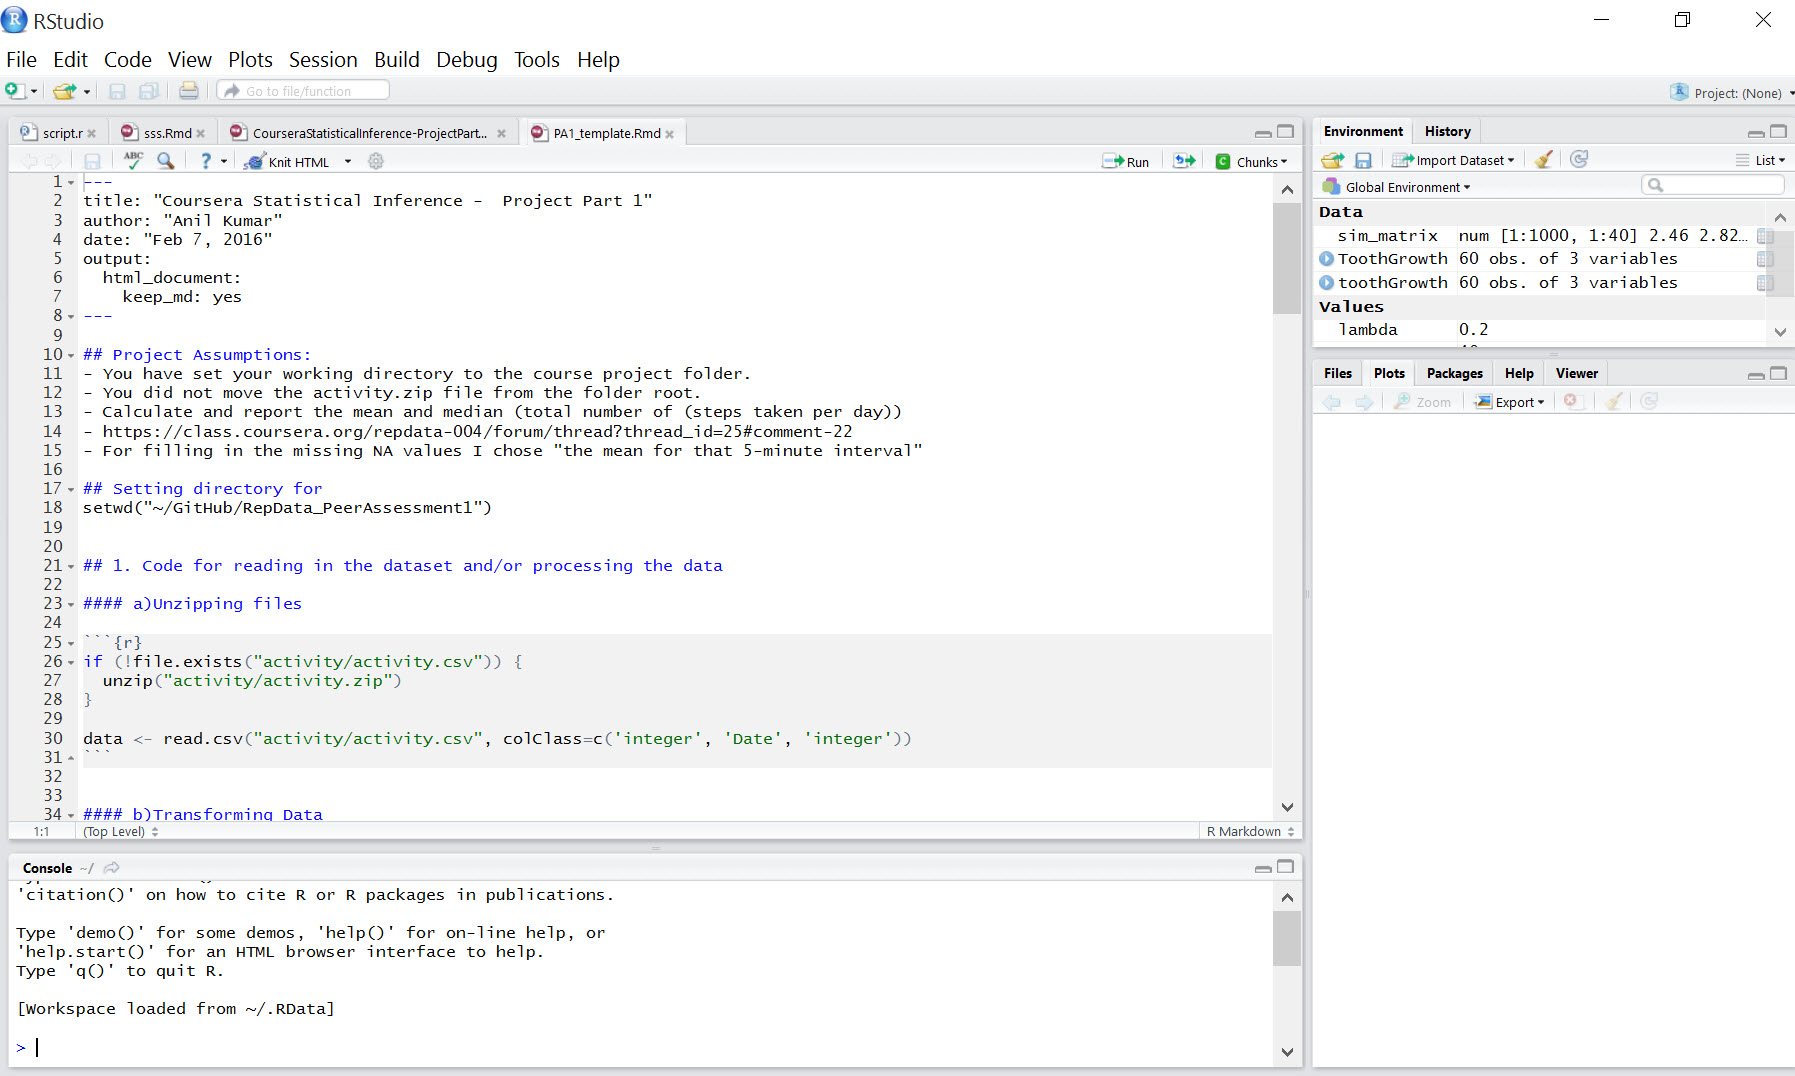 RStudio
File Edit Code View Plots Session Build Debug Tools Help
Go to file/function
Project: (None)
script.r
sss.Rmd
CourseraStatisticalInference-ProjectPart...
PA1_template.Rmd
ABC
?
Knit HTML
Run
Chunks
1 ---
2 title: "Coursera Statistical Inference -  Project Part 1"
3 author: "Anil Kumar"
4 date: "Feb 7, 2016"
5 output:
6   html_document:
7     keep_md: yes
8 ---
9
10 ## Project Assumptions:
11 - You have set your working directory to the course project folder.
12 - You did not move the activity.zip file from the folder root.
13 - Calculate and report the mean and median (total number of (steps taken per day))
14 - https://class.coursera.org/repdata-004/forum/thread?thread_id=25#comment-22
15 - For filling in the missing NA values I chose "the mean for that 5-minute interval"
16
17 ## Setting directory for
18 setwd("~/GitHub/RepData_PeerAssessment1")
19
20
21 ## 1. Code for reading in the dataset and/or processing the data
22
23 #### a)Unzipping files
24
25 ```{r}
26 if (!file.exists("activity/activity.csv")) {
27   unzip("activity/activity.zip")
28 }
29
30 data <- read.csv("activity/activity.csv", colClass=c('integer', 'Date', 'integer'))
31 ```
32
33
34 #### b)Transforming Data
1:1 (Top Level) R Markdown
Console ~/
'citation()' on how to cite R or R packages in publications.
Type 'demo()' for some demos, 'help()' for on-line help, or
'help.start()' for an HTML browser interface to help.
Type 'q()' to quit R.
[Workspace loaded from ~/.RData]
>
Environment History
Import Dataset
List
Global Environment
Data
sim_matrix num [1:1000, 1:40] 2.46 2.82...
ToothGrowth 60 obs. of 3 variables
toothGrowth 60 obs. of 3 variables
Values
lambda 0.2
Files Plots Packages Help Viewer
Zoom Export